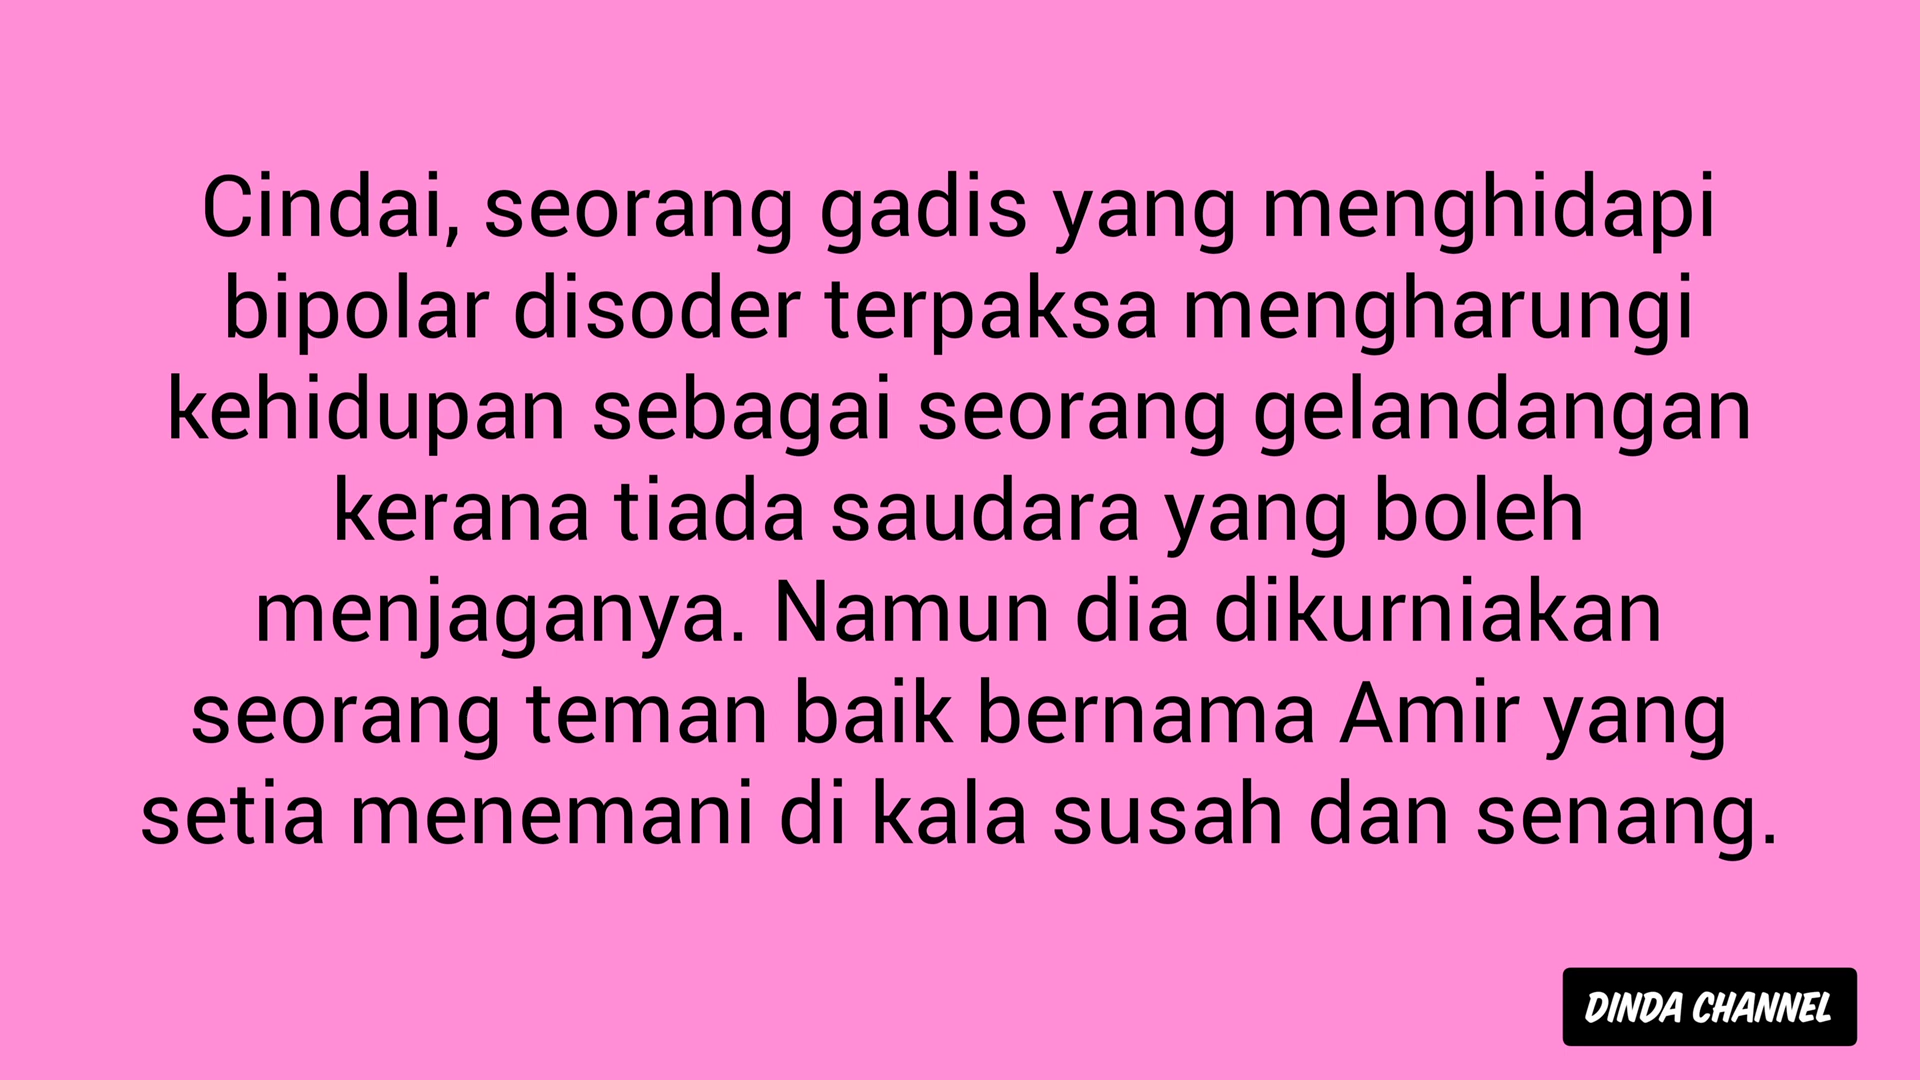 Cindai, seorang gadis yang menghidapi
bipolar disoder terpaksa mengharungi
kehidupan sebagai seorang gelandangan
kerana tiada saudara yang boleh
menjaganya. Namun dia dikurniakan
seorang teman baik bernama Amir yang
setia menemani di kala susah dan senang.
DINDA CHANNEL